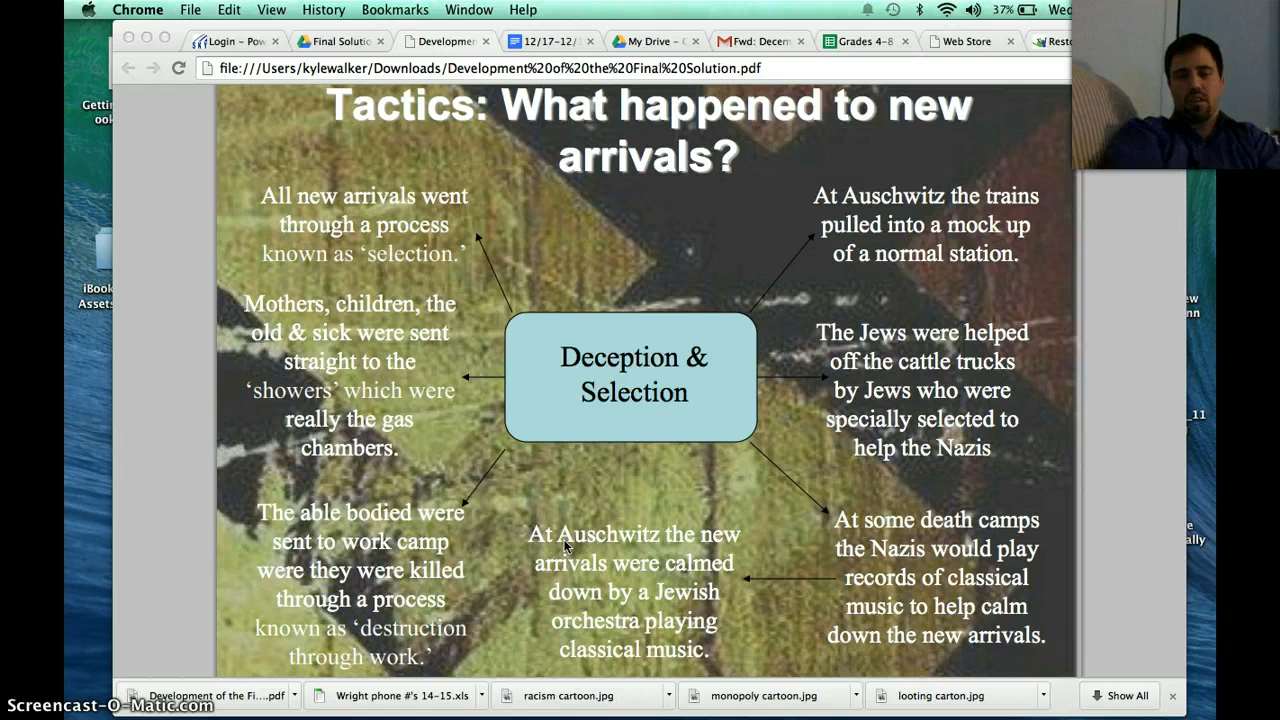 Chrome File Edit View History Bookmarks Window Help 37% Wed
Login – Pow
Final Solutio
Developmen
12/17-12/
My Drive – G
Fwd: Decem
Grades 4-8
Web Store
Resto
file:///Users/kylewalker/Downloads/Development%20of%20the%20Final%20Solution.pdf
Getting
ook
iBook
Assets
Tactics: What happened to new
arrivals?
All new arrivals went
through a process
known as ‘selection.’
Mothers, children, the
old & sick were sent
straight to the
‘showers’ which were
really the gas
chambers.
The able bodied were
sent to work camp
were they were killed
through a process
known as ‘destruction
through work.’
Deception &
Selection
At Auschwitz the new
arrivals were calmed
down by a Jewish
orchestra playing
classical music.
At Auschwitz the trains
pulled into a mock up
of a normal station.
The Jews were helped
off the cattle trucks
by Jews who were
specially selected to
help the Nazis
At some death camps
the Nazis would play
records of classical
music to help calm
down the new arrivals.
ew
nn
_11
e
ally
Development of the Fi....pdf
Wright phone #'s 14-15.xls
racism cartoon.jpg
monopoly cartoon.jpg
looting carton.jpg
Show All
Screencast-O-Matic.com